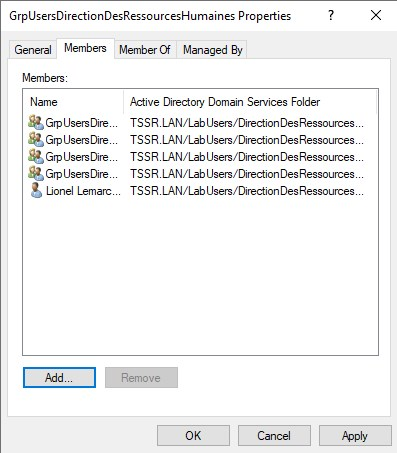 GrpUsersDirectionDesRessourcesHumaines Properties ? ×
General Members Member Of Managed By
Members:
Name Active Directory Domain Services Folder
GrpUsersDire... TSSR.LAN/LabUsers/DirectionDesRessources...
GrpUsersDire... TSSR.LAN/LabUsers/DirectionDesRessources...
GrpUsersDire... TSSR.LAN/LabUsers/DirectionDesRessources...
GrpUsersDire... TSSR.LAN/LabUsers/DirectionDesRessources...
Lionel Lemarc... TSSR.LAN/LabUsers/DirectionDesRessources...
Add... Remove
OK Cancel Apply